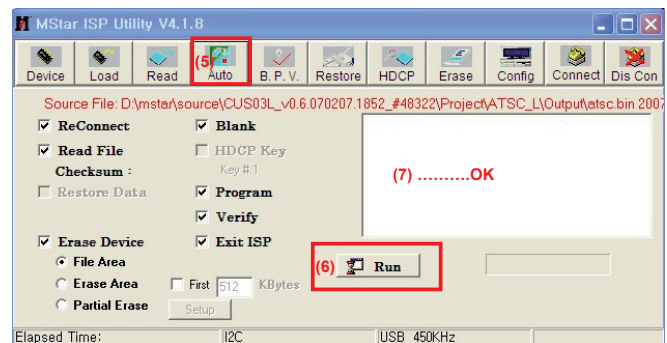 MStar ISP Utility V4.1.8
Device Load Read (5) Auto B. P. V. Restore HDCP Erase Config Connect Dis Con
Source File: D:\mstar\source\CUS03L_v0.6.070207.1852_#48322\Project\ATSC_L\Output\atsc.bin 2007
ReConnect Blank
Read File HDCP Key
Checksum : Key #:1
(7) ..........OK
Restore Data Program
Verify
Erase Device Exit ISP
File Area
(6) Run
Erase Area First 512 KBytes
Partial Erase Setup
Elapsed Time: I2C USB 450KHz